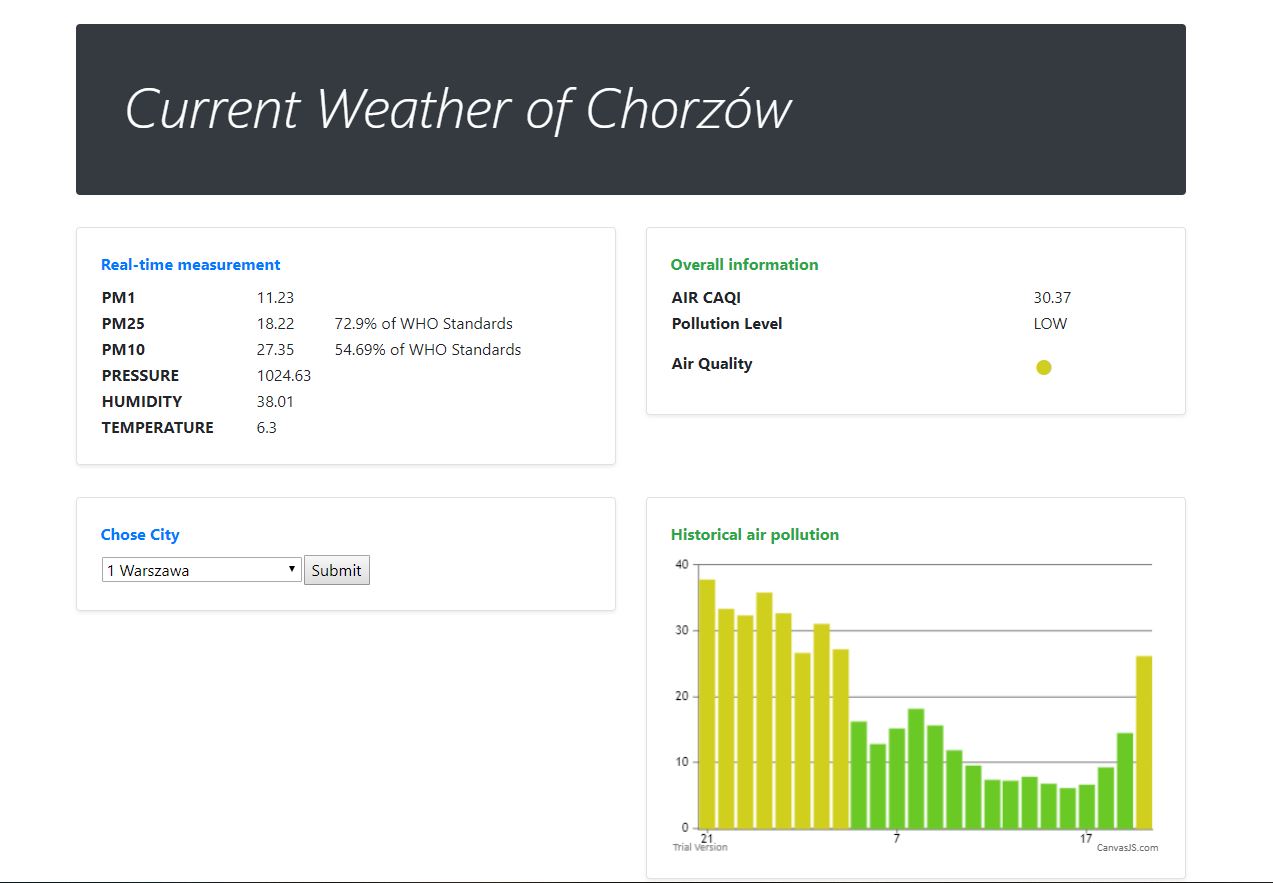 Current Weather of Chorzów
Real-time measurement
PM1 11.23
PM25 18.22 72.9% of WHO Standards
PM10 27.35 54.69% of WHO Standards
PRESSURE 1024.63
HUMIDITY 38.01
TEMPERATURE 6.3
Overall information
AIR CAQI 30.37
Pollution Level LOW
Air Quality
Chose City
1 Warszawa Submit
Historical air pollution
40
30
20
10
0
21 7 17
Trial Version CanvasJS.com